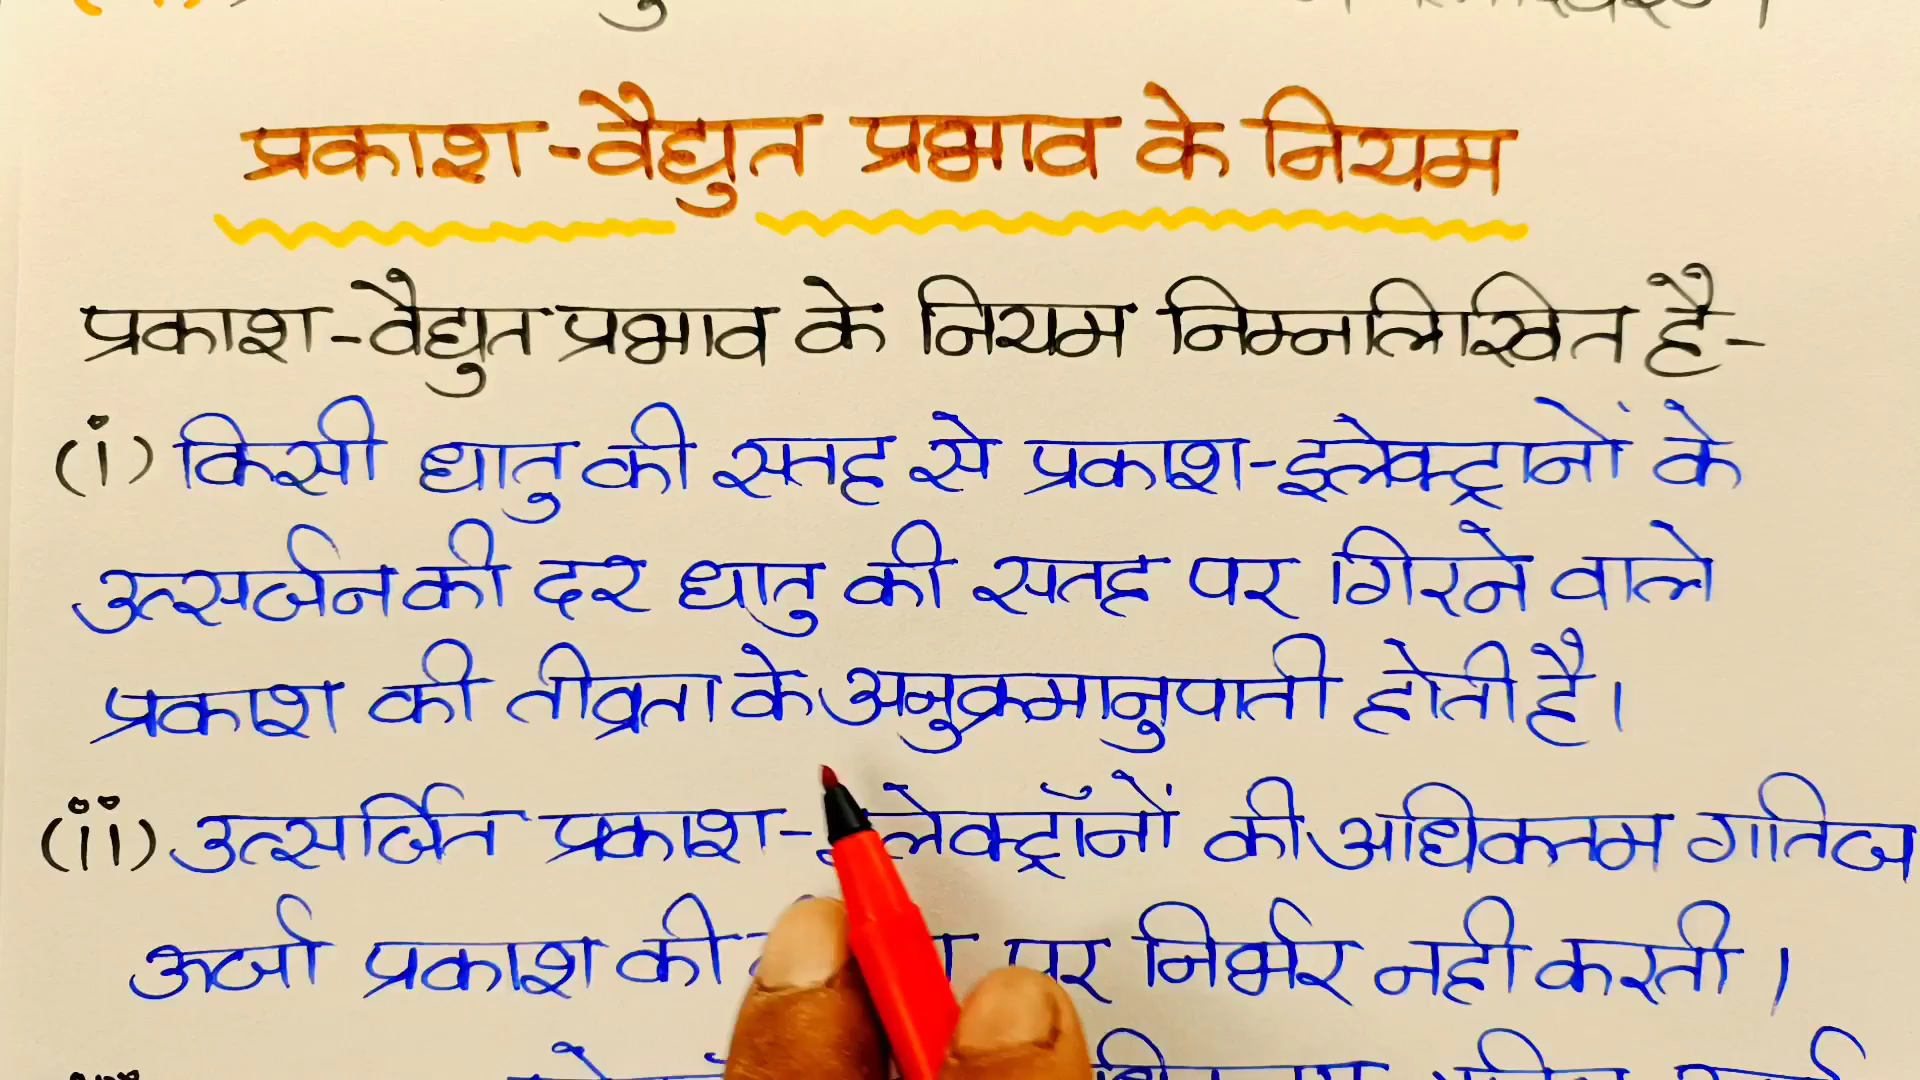 प्रकाश-वैद्युत प्रभाव के नियम
प्रकाश-वैद्युत प्रभाव के नियम निम्नलिखित है-
(i) किसी धातु की सतह से प्रकाश-इलेक्ट्रानों के
उत्सर्जन की दर धातु की सतह पर गिरने वाले
प्रकाश की तीव्रता के अनुक्रमानुपाती होती है।
(ii) उत्सर्जित प्रकाश-इलेक्ट्रॉनों की अधिकतम गतिज
ऊर्जा प्रकाश की पर निर्भर नही करती।